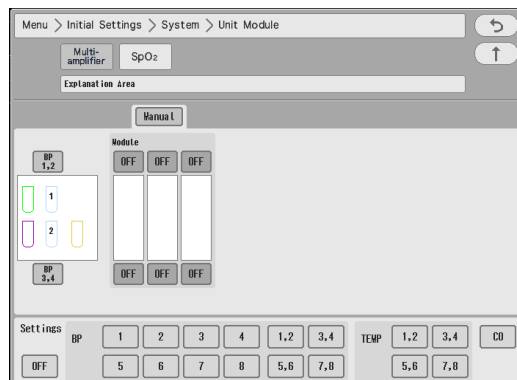 Menu > Initial Settings > System > Unit Module
Multi-
amplifier
SpO₂
Explanation Area
Manual
Module
BP
1,2
OFF OFF OFF
1
2
BP
3,4
OFF OFF OFF
Settings
BP 1 2 3 4 1,2 3,4 TEMP 1,2 3,4 CO
OFF 5 6 7 8 5,6 7,8 5,6 7,8